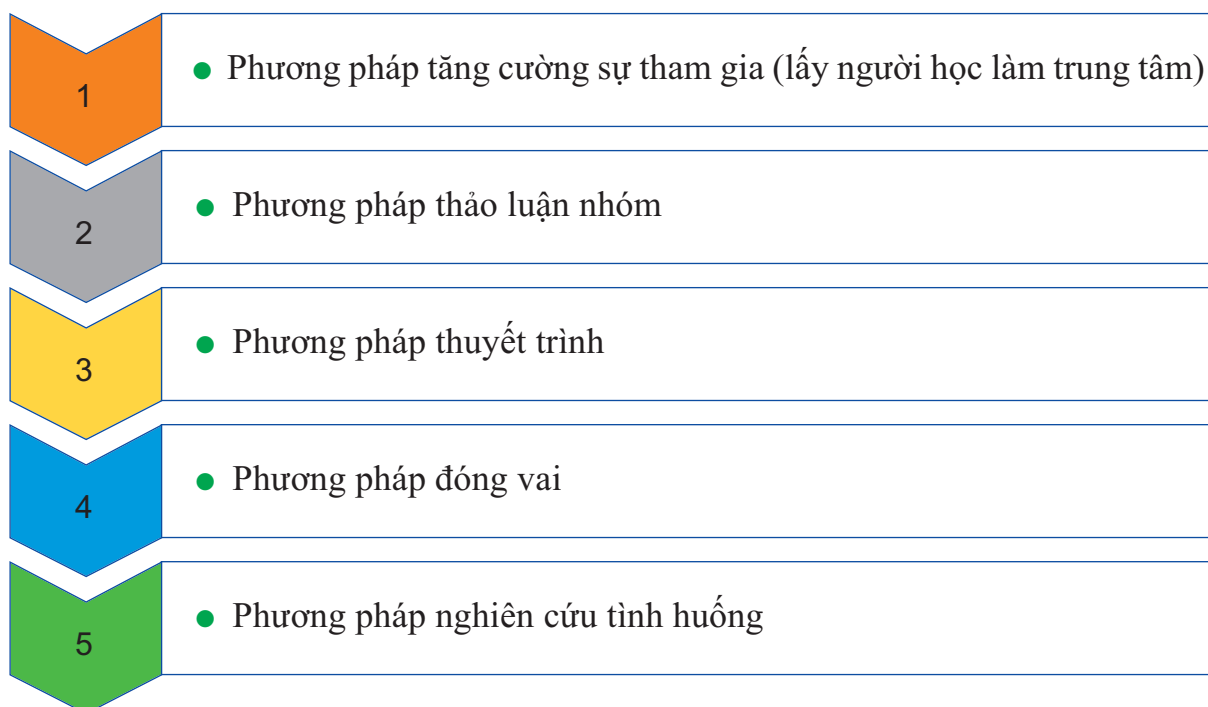 1
● Phương pháp tăng cường sự tham gia (lấy người học làm trung tâm)
2
● Phương pháp thảo luận nhóm
3
● Phương pháp thuyết trình
4
● Phương pháp đóng vai
5
● Phương pháp nghiên cứu tình huống